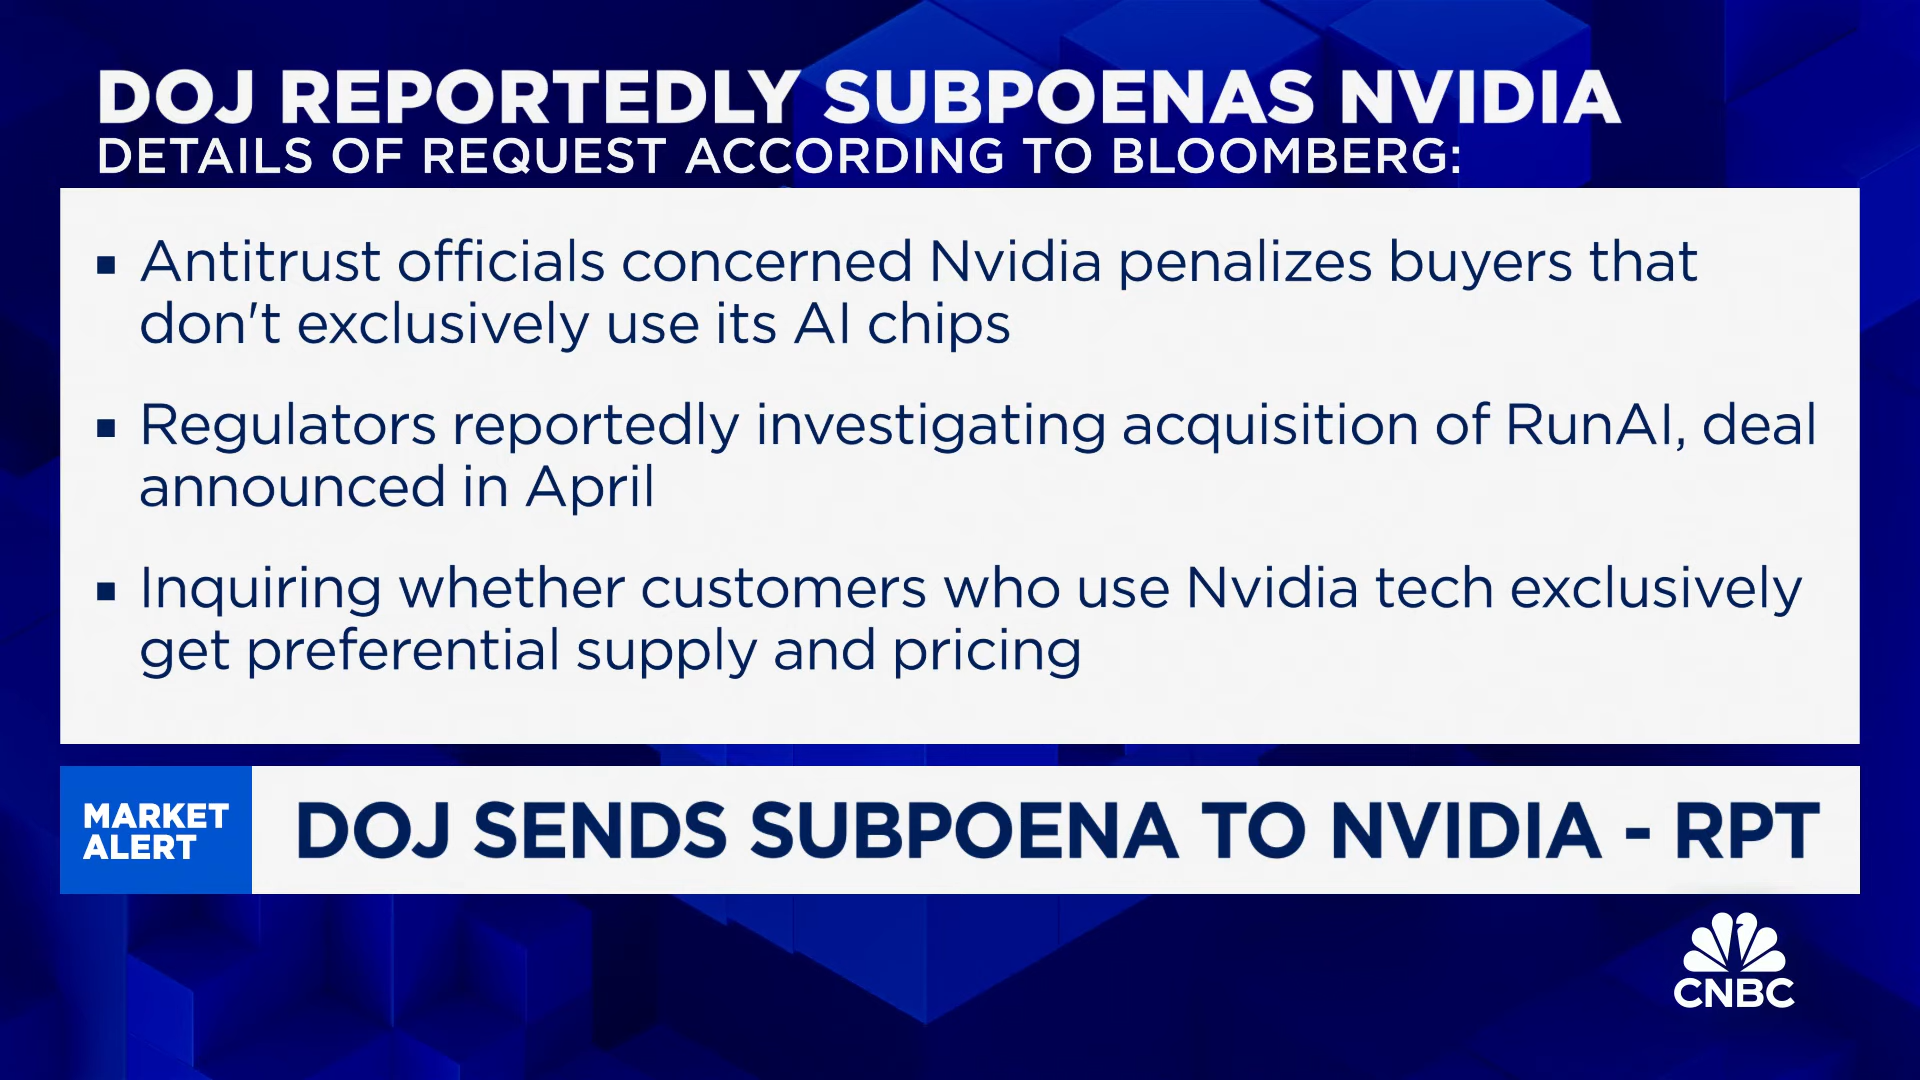 DOJ REPORTEDLY SUBPOENAS NVIDIA
DETAILS OF REQUEST ACCORDING TO BLOOMBERG:
▪ Antitrust officials concerned Nvidia penalizes buyers that
don't exclusively use its AI chips
▪ Regulators reportedly investigating acquisition of RunAI, deal
announced in April
▪ Inquiring whether customers who use Nvidia tech exclusively
get preferential supply and pricing
MARKET
ALERT
DOJ SENDS SUBPOENA TO NVIDIA - RPT
CNBC